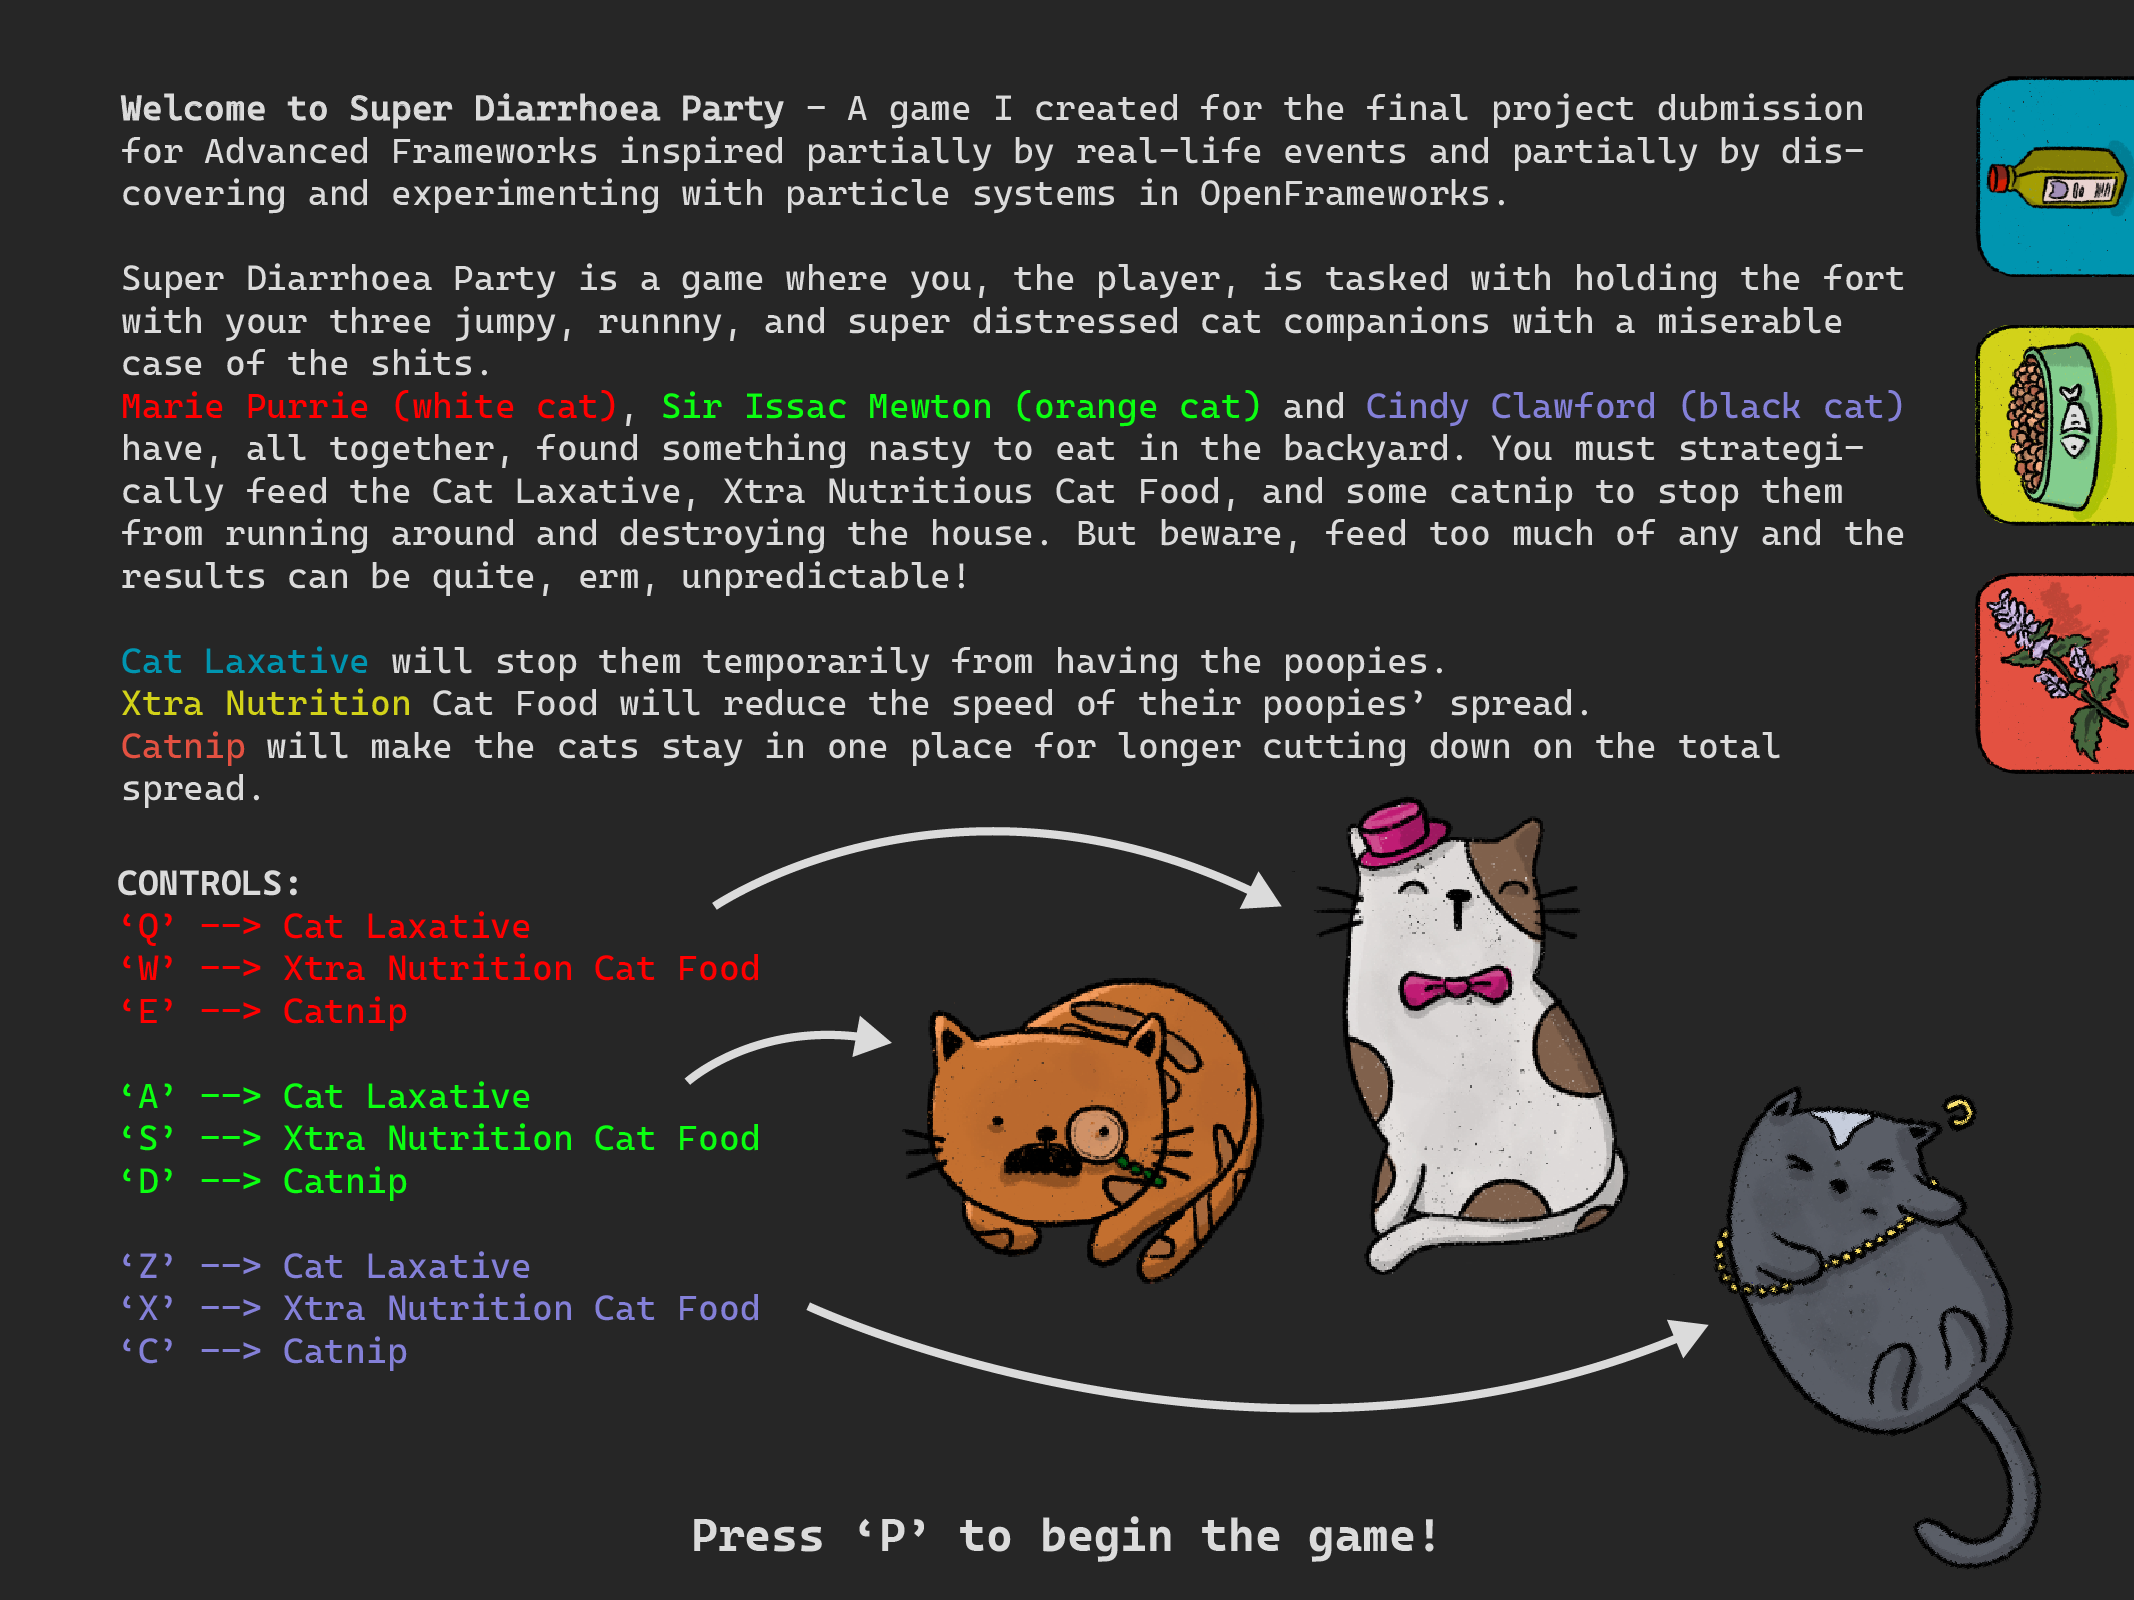 Welcome to Super Diarrhoea Party – A game I created for the final project dubmission
for Advanced Frameworks inspired partially by real-life events and partially by dis-
covering and experimenting with particle systems in OpenFrameworks.
Super Diarrhoea Party is a game where you, the player, is tasked with holding the fort
with your three jumpy, runnny, and super distressed cat companions with a miserable
case of the shits.
Marie Purrie (white cat), Sir Issac Mewton (orange cat) and Cindy Clawford (black cat)
have, all together, found something nasty to eat in the backyard. You must strategi-
cally feed the Cat Laxative, Xtra Nutritious Cat Food, and some catnip to stop them
from running around and destroying the house. But beware, feed too much of any and the
results can be quite, erm, unpredictable!
Cat Laxative will stop them temporarily from having the poopies.
Xtra Nutrition Cat Food will reduce the speed of their poopies’ spread.
Catnip will make the cats stay in one place for longer cutting down on the total
spread.
CONTROLS:
‘Q’ --> Cat Laxative
‘W’ --> Xtra Nutrition Cat Food
‘E’ --> Catnip
‘A’ --> Cat Laxative
‘S’ --> Xtra Nutrition Cat Food
‘D’ --> Catnip
‘Z’ --> Cat Laxative
‘X’ --> Xtra Nutrition Cat Food
‘C’ --> Catnip
Press ‘P’ to begin the game!